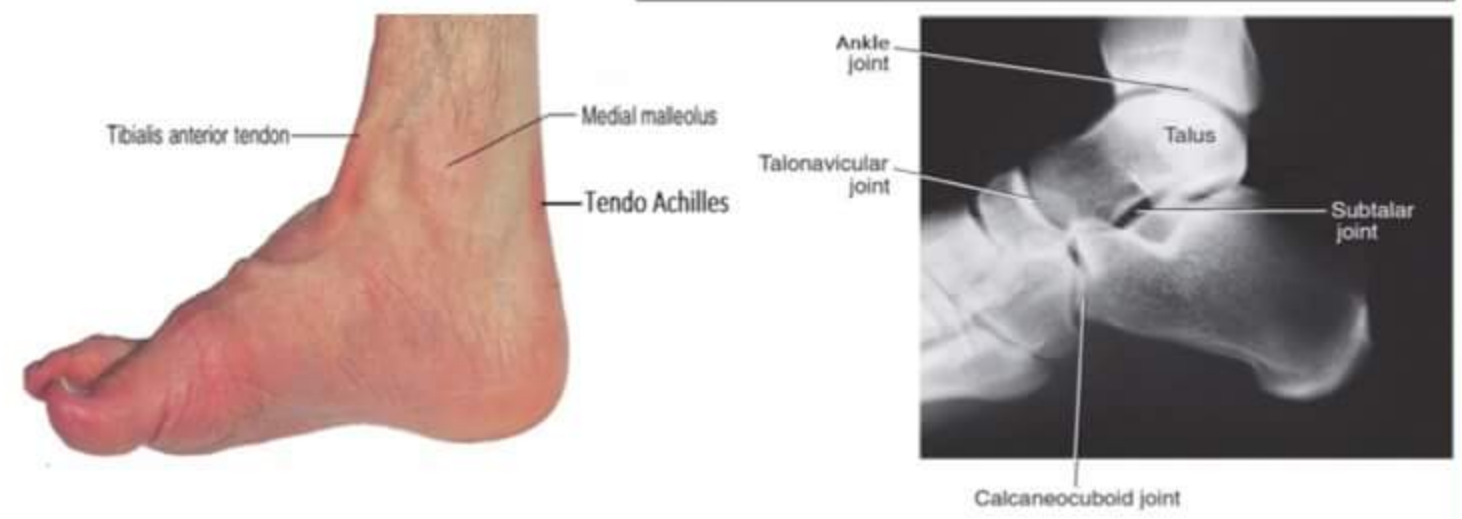 Tibialis anterior tendon
Medial malleolus
Tendo Achilles
Ankle
joint
Talus
Talonavicular
joint
Subtalar
joint
Calcaneocuboid joint